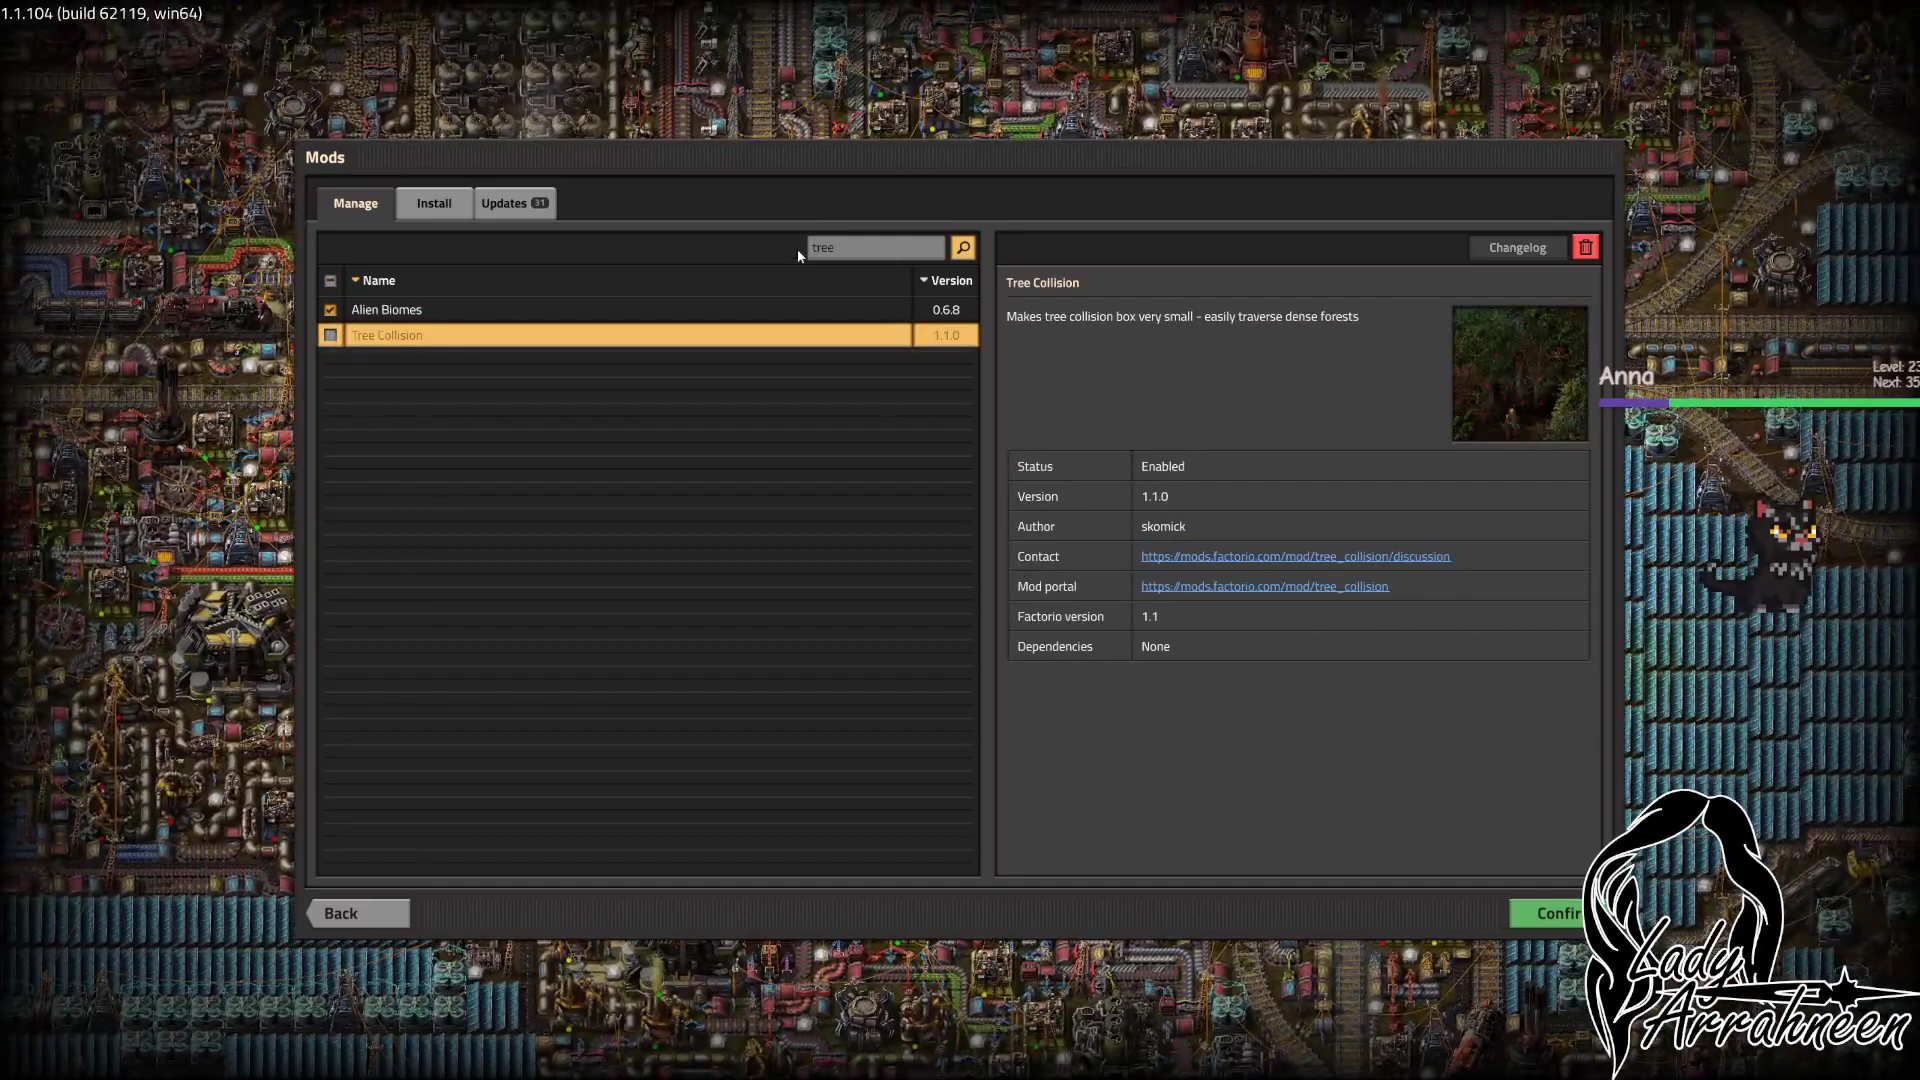 1.1.104 (build 62119, win64)
Mods
Manage Install Updates 31
tree
Changelog
Name Version
Alien Biomes 0.6.8
Tree Collision 1.1.0
Tree Collision
Makes tree collision box very small - easily traverse dense forests
Status Enabled
Version 1.1.0
Author skomick
Contact https://mods.factorio.com/mod/tree_collision/discussion
Mod portal https://mods.factorio.com/mod/tree_collision
Factorio version 1.1
Dependencies None
Anna
Level: 23
Next: 35
Back
Confir
Lady
Arrahneen